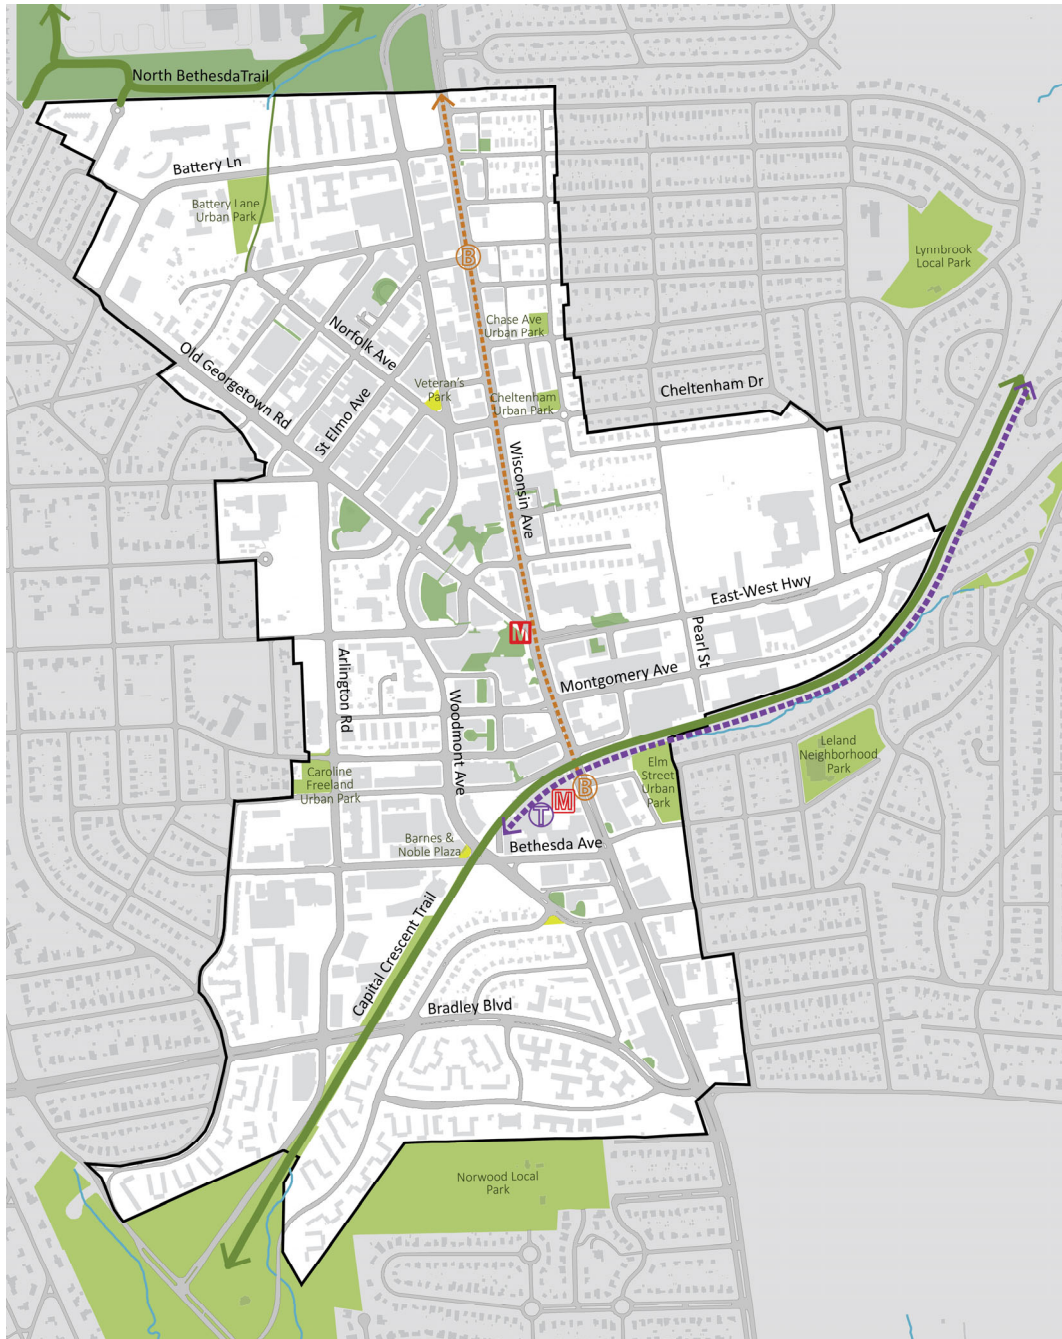 North BethesdaTrail
Battery Ln
Battery Lane
Urban Park
Lynnbrook
Local Park
B
Chase Ave
Urban Park
Norfolk Ave
Old Georgetown Rd
Veteran's
Park
Cheltenham
Urban Park
Cheltenham Dr
St Elmo Ave
Wisconsin Ave
East-West Hwy
M
Pearl St
Montgomery Ave
Arlington Rd
Woodmont Ave
Leland
Neighborhood
Park
Elm
Street
Urban
Park
Caroline
Freeland
Urban Park
B
M
T
Barnes &
Noble Plaza
Bethesda Ave
Capital Crescent Trail
Bradley Blvd
Norwood Local
Park